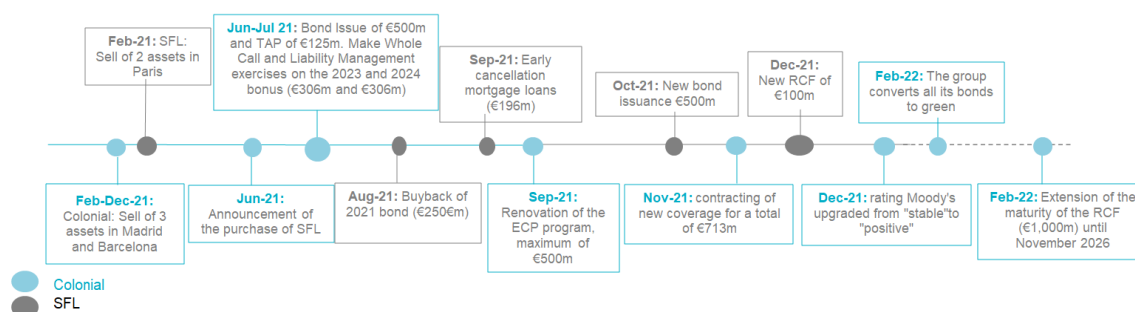 Feb-21: SFL:
Sell of 2 assets in
Paris
Jun-Jul 21: Bond Issue of €500m
and TAP of €125m. Make Whole
Call and Liability Management
exercises on the 2023 and 2024
bonus (€306m and €306m)
Sep-21: Early
cancellation
mortgage loans
(€196m)
Oct-21: New bond
issuance €500m
Dec-21:
New RCF of
€100m
Feb-22: The group
converts all its bonds
to green
Feb-Dec-21:
Colonial: Sell of 3
assets in Madrid
and Barcelona
Jun-21:
Announcement of
the purchase of SFL
Aug-21: Buyback
of 2021 bond (€250€m)
Sep-21:
Renovation of the
ECP program,
maximum of
€500m
Nov-21: contracting of
new coverage for a total
of €713m
Dec-21: rating Moody's
upgraded from "stable"to
"positive"
Feb-22: Extension of the
maturity of the RCF
(€1,000m) until
November 2026
Colonial
SFL